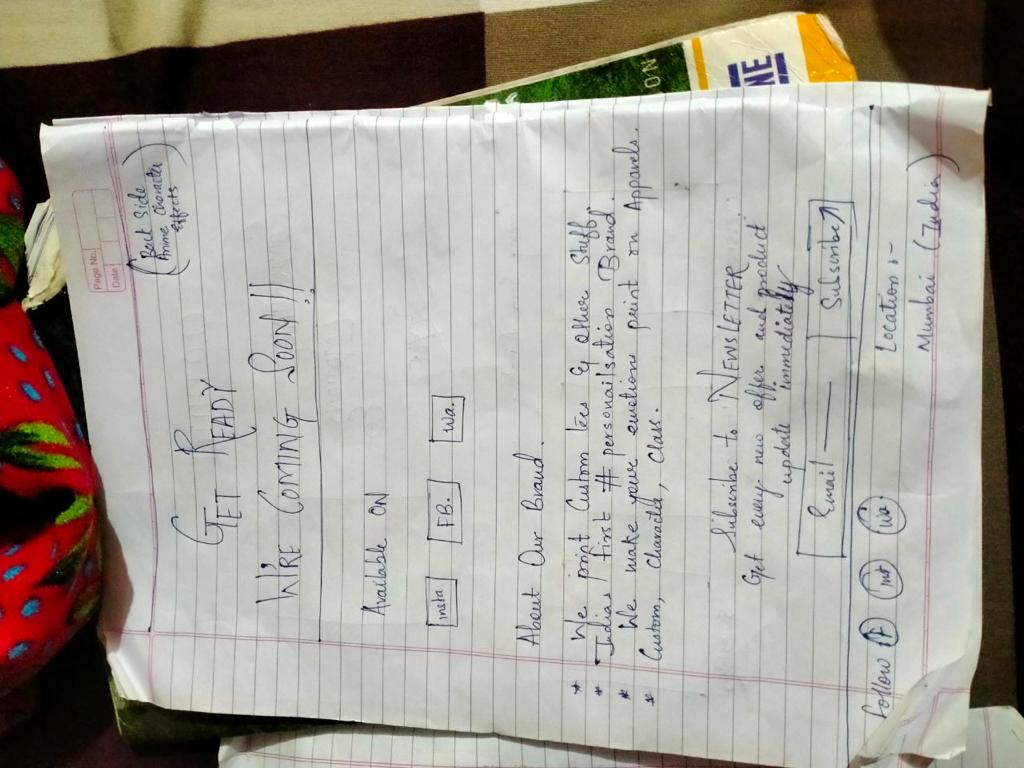 Page No.
Date
(Back Side
Anime Character
Effects)
GET READY
W'RE COMING SOON!!
Available ON
insta FB. Wa.
About Our Brand.
* We print Custom tees & other Stuff.
* Indias first # personailsation Brand.
* We make your emotions print on Apparels.
* Custom, Character, Class.
Subscribe to NEWSLETTER
Get every new offer and product
update immediately
Email Subscribe
follow F int wa Location :-
Mumbai (India)
ON
NE